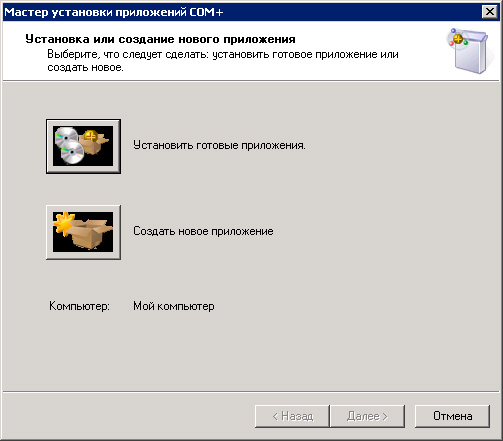 Мастер установки приложений COM+
Установка или создание нового приложения
Выберите, что следует сделать: установить готовое приложение или
создать новое.
Установить готовые приложения.
Создать новое приложение
Компьютер: Мой компьютер
< Назад Далее > Отмена